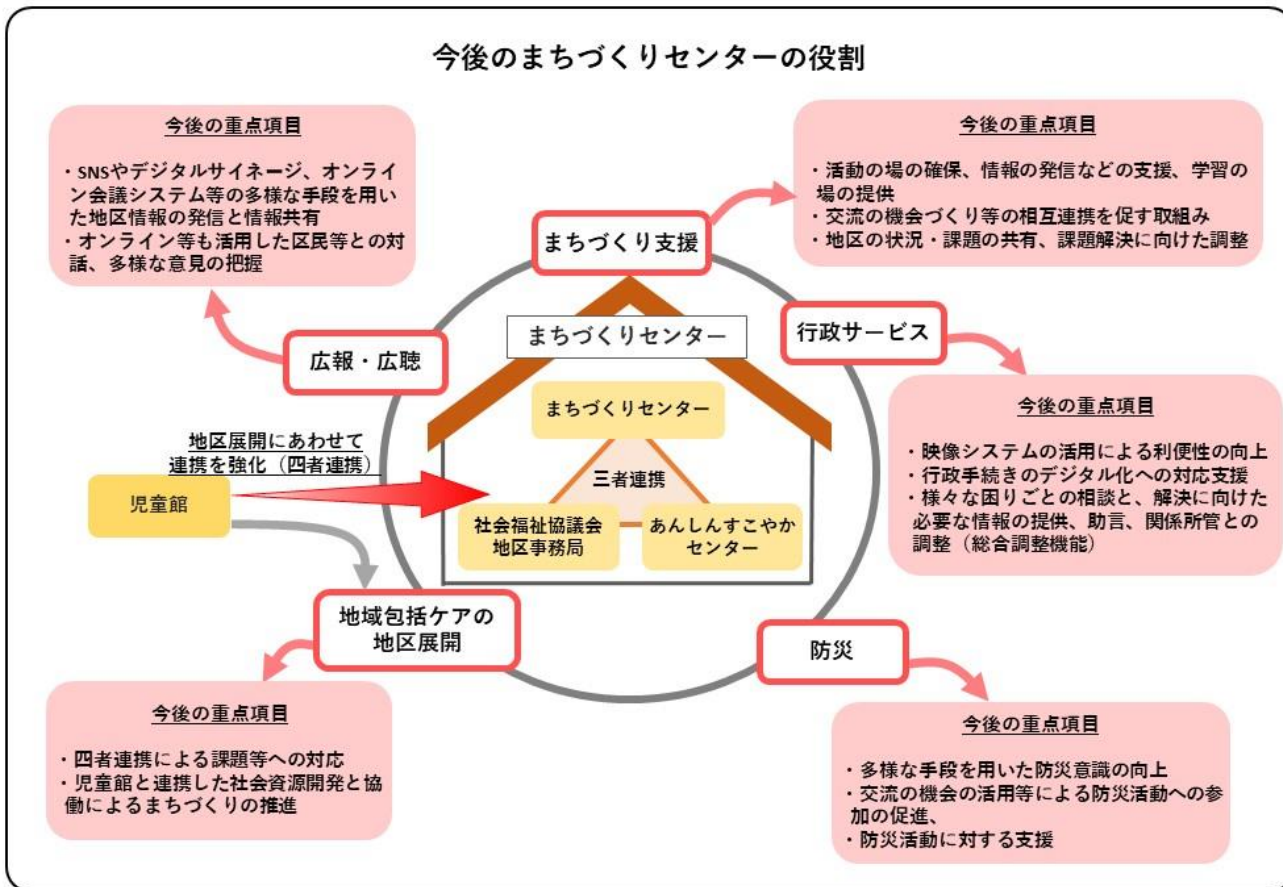 今後のまちづくりセンターの役割
今後の重点項目
・SNSやデジタルサイネージ、オンライ
ン会議システム等の多様な手段を用い
た地区情報の発信と情報共有
・オンライン等も活用した区民等との対
話、多様な意見の把握
今後の重点項目
・活動の場の確保、情報の発信などの支援、学習の
場の提供
・交流の機会づくり等の相互連携を促す取組み
・地区の状況・課題の共有、課題解決に向けた調整
まちづくり支援
広報・広聴
行政サービス
まちづくりセンター
まちづくりセンター
三者連携
社会福祉協議会
地区事務局
あんしんすこやか
センター
地区展開にあわせて
連携を強化（四者連携）
児童館
今後の重点項目
・映像システムの活用による利便性の向上
・行政手続きのデジタル化への対応支援
・様々な困りごとの相談と、解決に向けた
必要な情報の提供、助言、関係所管との
調整（総合調整機能）
地域包括ケアの
地区展開
防災
今後の重点項目
・四者連携による課題等への対応
・児童館と連携した社会資源開発と協
働によるまちづくりの推進
今後の重点項目
・多様な手段を用いた防災意識の向上
・交流の機会の活用等による防災活動への参
加の促進、
・防災活動に対する支援